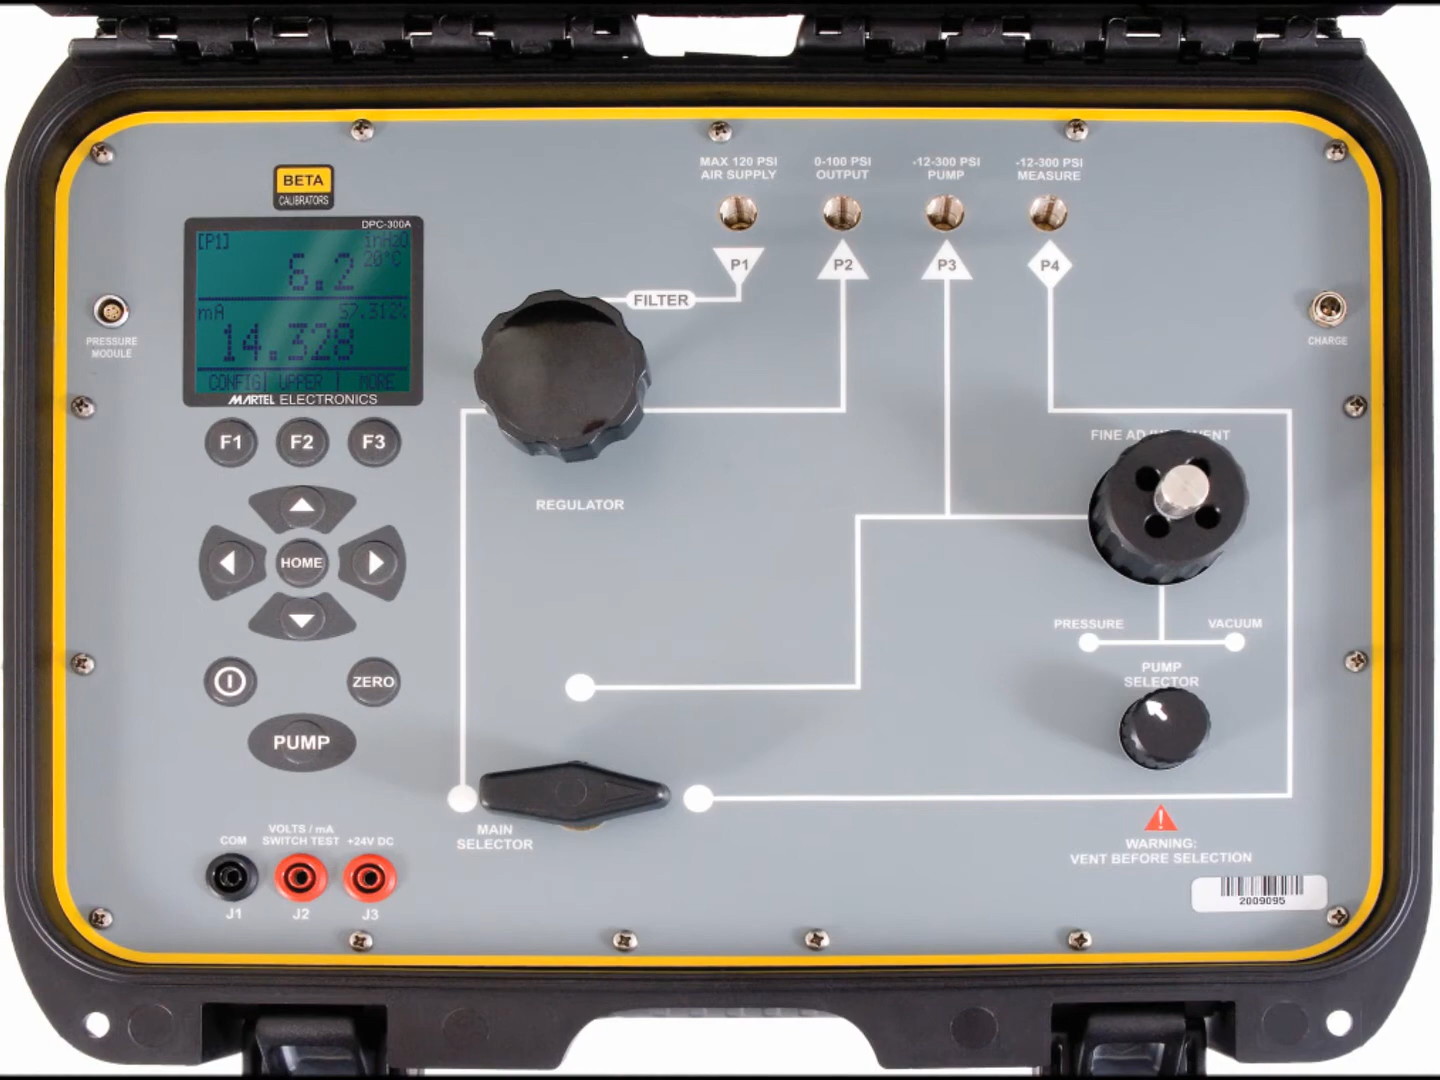 MAX 120 PSI
AIR SUPPLY
0-100 PSI
OUTPUT
-12-300 PSI
PUMP
-12-300 PSI
MEASURE
BETA
CALIBRATORS
DPC-300A
[P1]
inH2O
20°C
6.2
mA
57.312%
14.328
CONFIG| UPPER | MORE
MARTEL ELECTRONICS
P1
P2
P3
P4
FILTER
PRESSURE
MODULE
CHARGE
F1
F2
F3
REGULATOR
HOME
ZERO
PUMP
PRESSURE
VACUUM
PUMP
SELECTOR
MAIN
SELECTOR
COM
VOLTS / mA
SWITCH TEST
+24V DC
J1
J2
J3
WARNING:
VENT BEFORE SELECTION
2009095
FINE